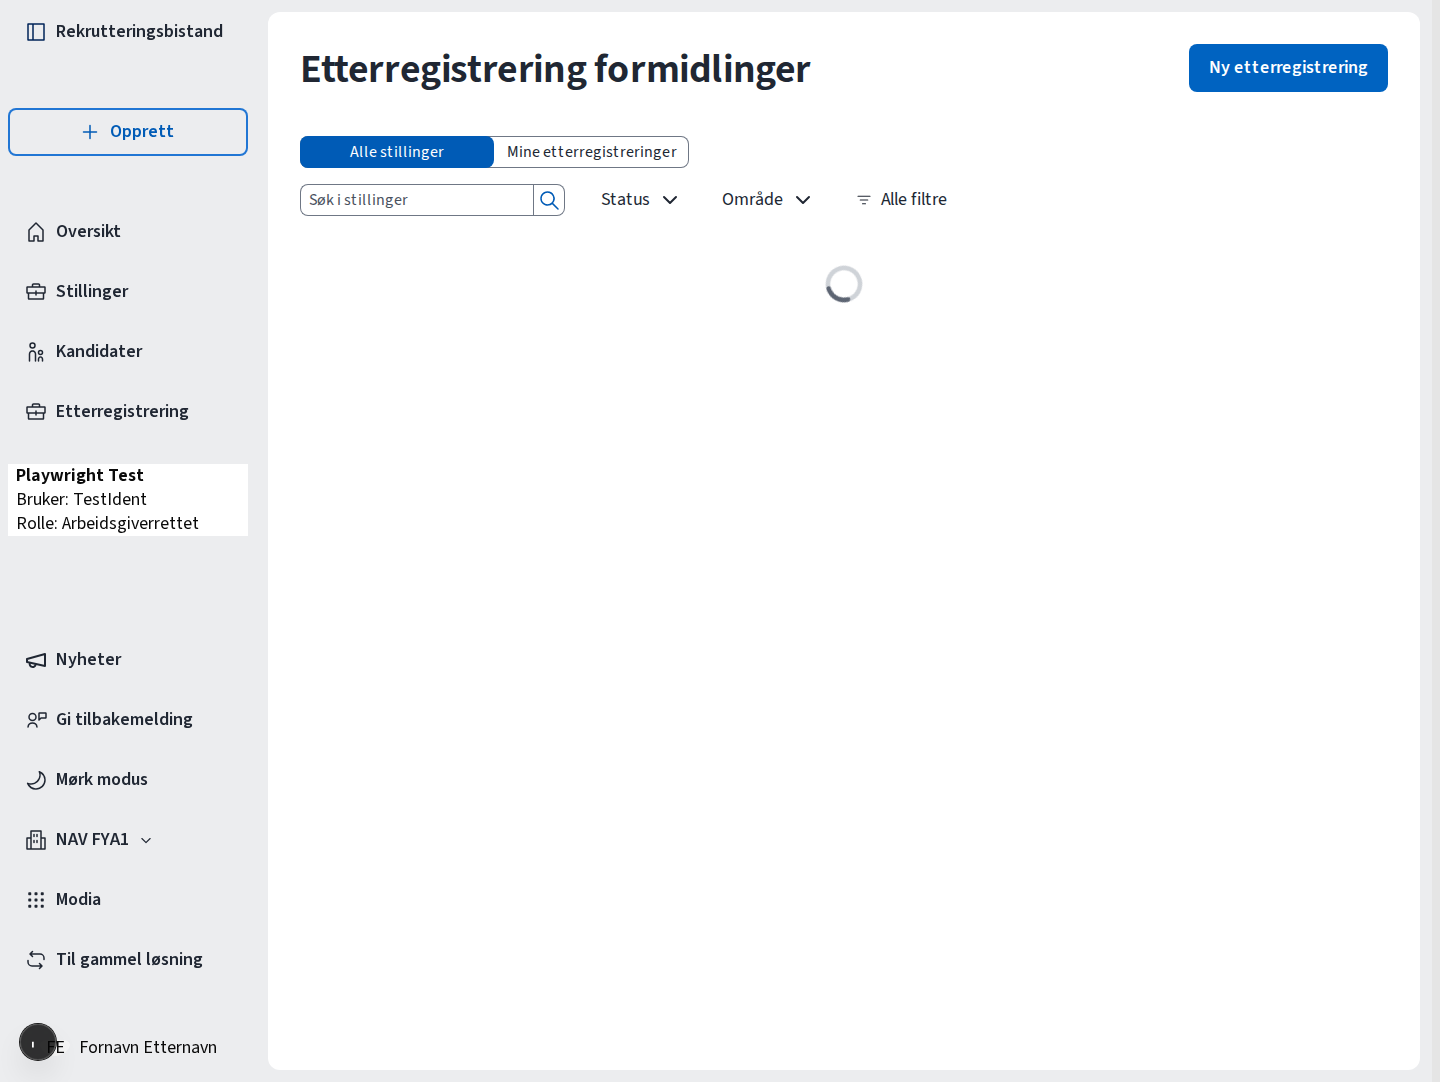 Rekrutteringsbistand
Opprett
Oversikt
Stillinger
Kandidater
Etterregistrering
Playwright Test
Bruker: TestIdent
Rolle: Arbeidsgiverrettet
Nyheter
Gi tilbakemelding
Mørk modus
NAV FYA1
Modia
Til gammel løsning
FE Fornavn Etternavn
Etterregistrering formidlinger
Ny etterregistrering
Alle stillinger
Mine etterregistreringer
Søk i stillinger
Status
Område
Alle filtre